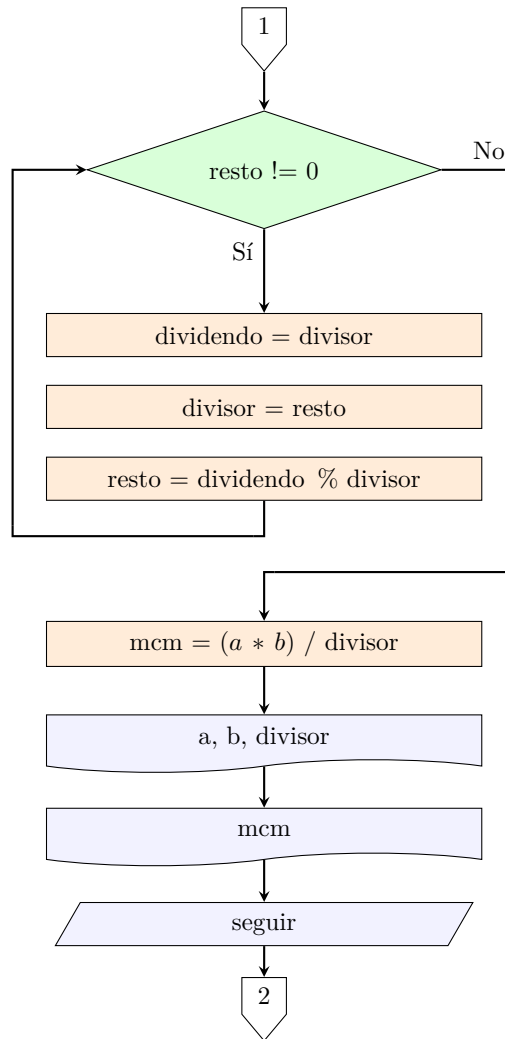 1
resto != 0
No
Sí
dividendo = divisor
divisor = resto
resto = dividendo % divisor
mcm = (a * b) / divisor
a, b, divisor
mcm
seguir
2